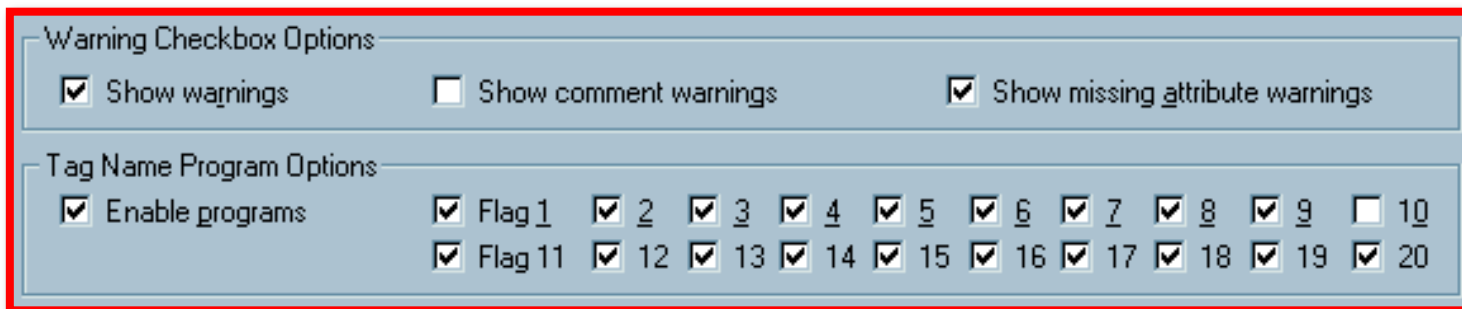 Warning Checkbox Options
Show warnings Show comment warnings Show missing attribute warnings
Tag Name Program Options
Enable programs Flag 1 2 3 4 5 6 7 8 9 10
Flag 11 12 13 14 15 16 17 18 19 20